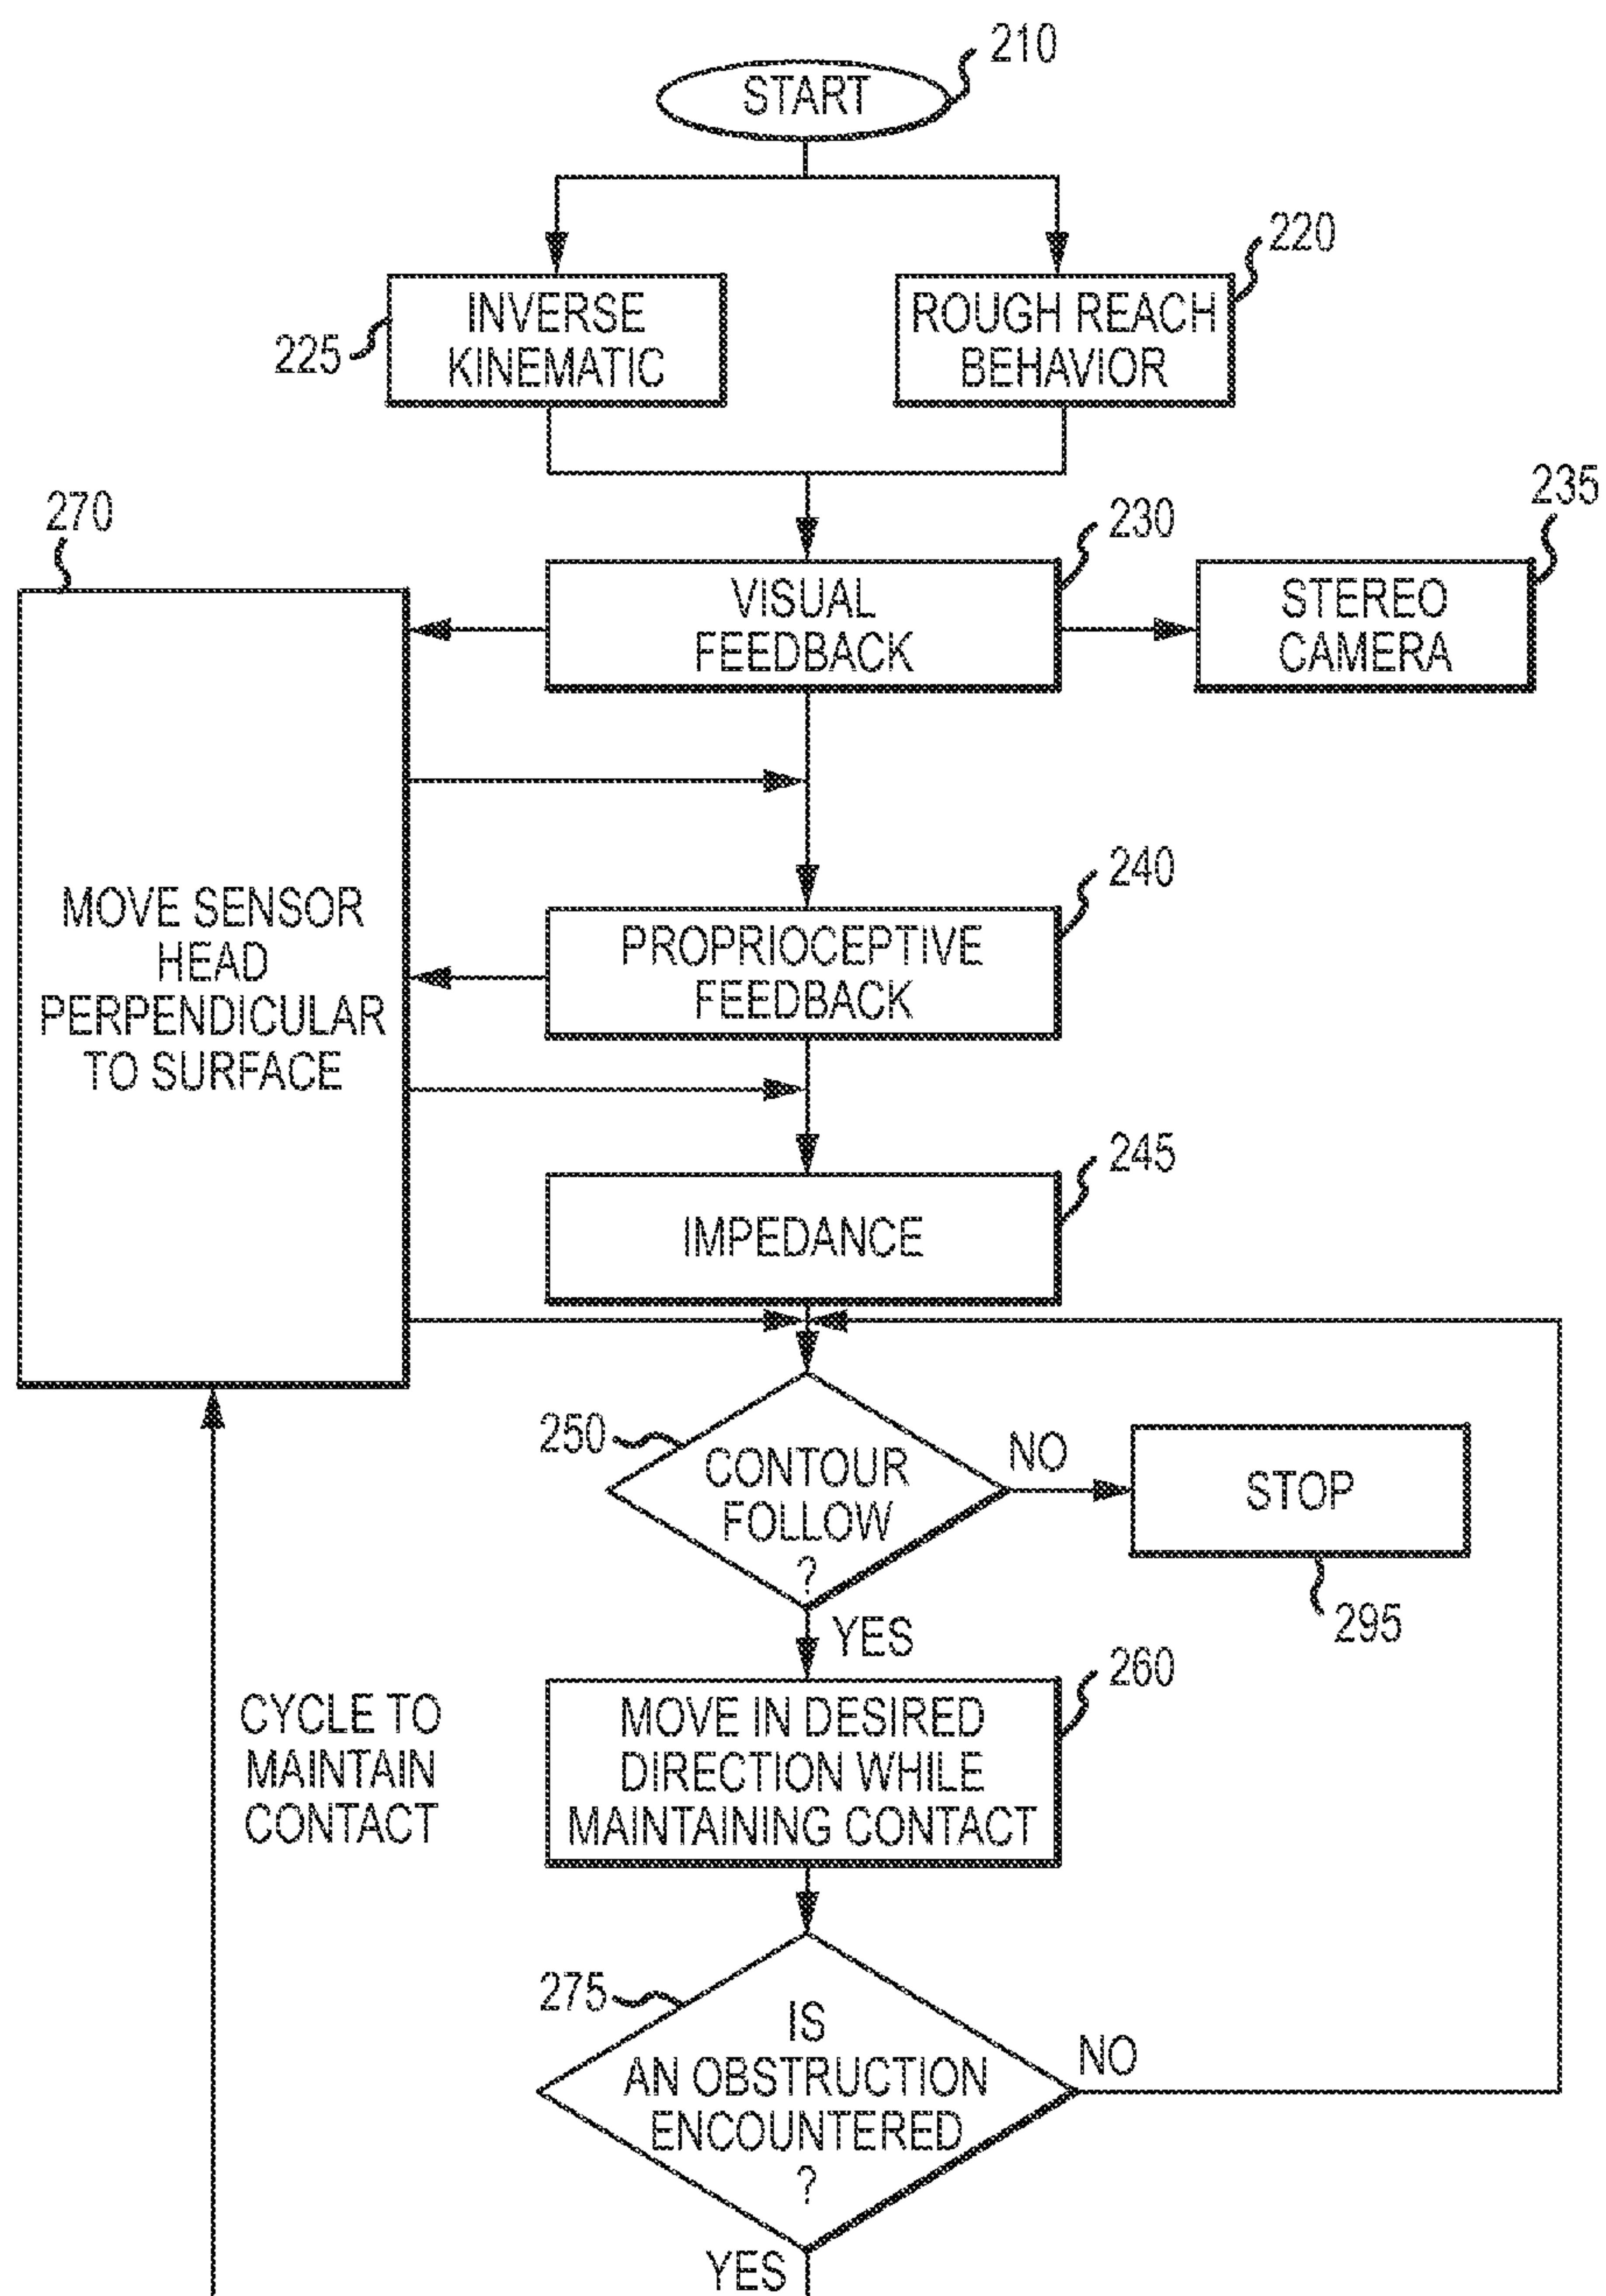 210
START
220
INVERSE
KINEMATIC
225
ROUGH REACH
BEHAVIOR
270
230
235
VISUAL
FEEDBACK
STEREO
CAMERA
MOVE SENSOR
HEAD
PERPENDICULAR
TO SURFACE
240
PROPRIOCEPTIVE
FEEDBACK
245
IMPEDANCE
250
CONTOUR
FOLLOW
?
NO
STOP
295
YES
260
CYCLE TO
MAINTAIN
CONTACT
MOVE IN DESIRED
DIRECTION WHILE
MAINTAINING CONTACT
275
IS
AN OBSTRUCTION
ENCOUNTERED
?
NO
YES